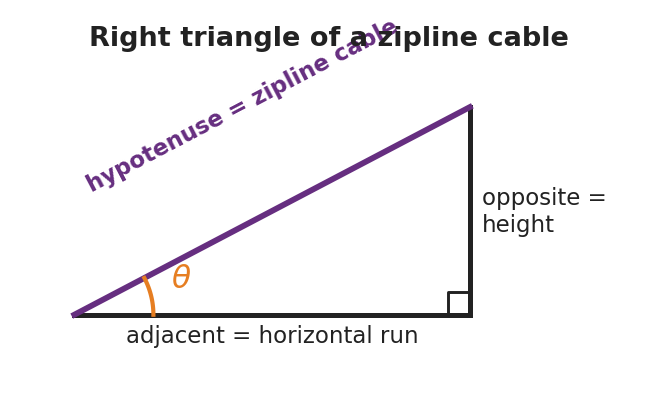 Right triangle of a zipline cable
hypotenuse = zipline cable
opposite =
height
θ
adjacent = horizontal run